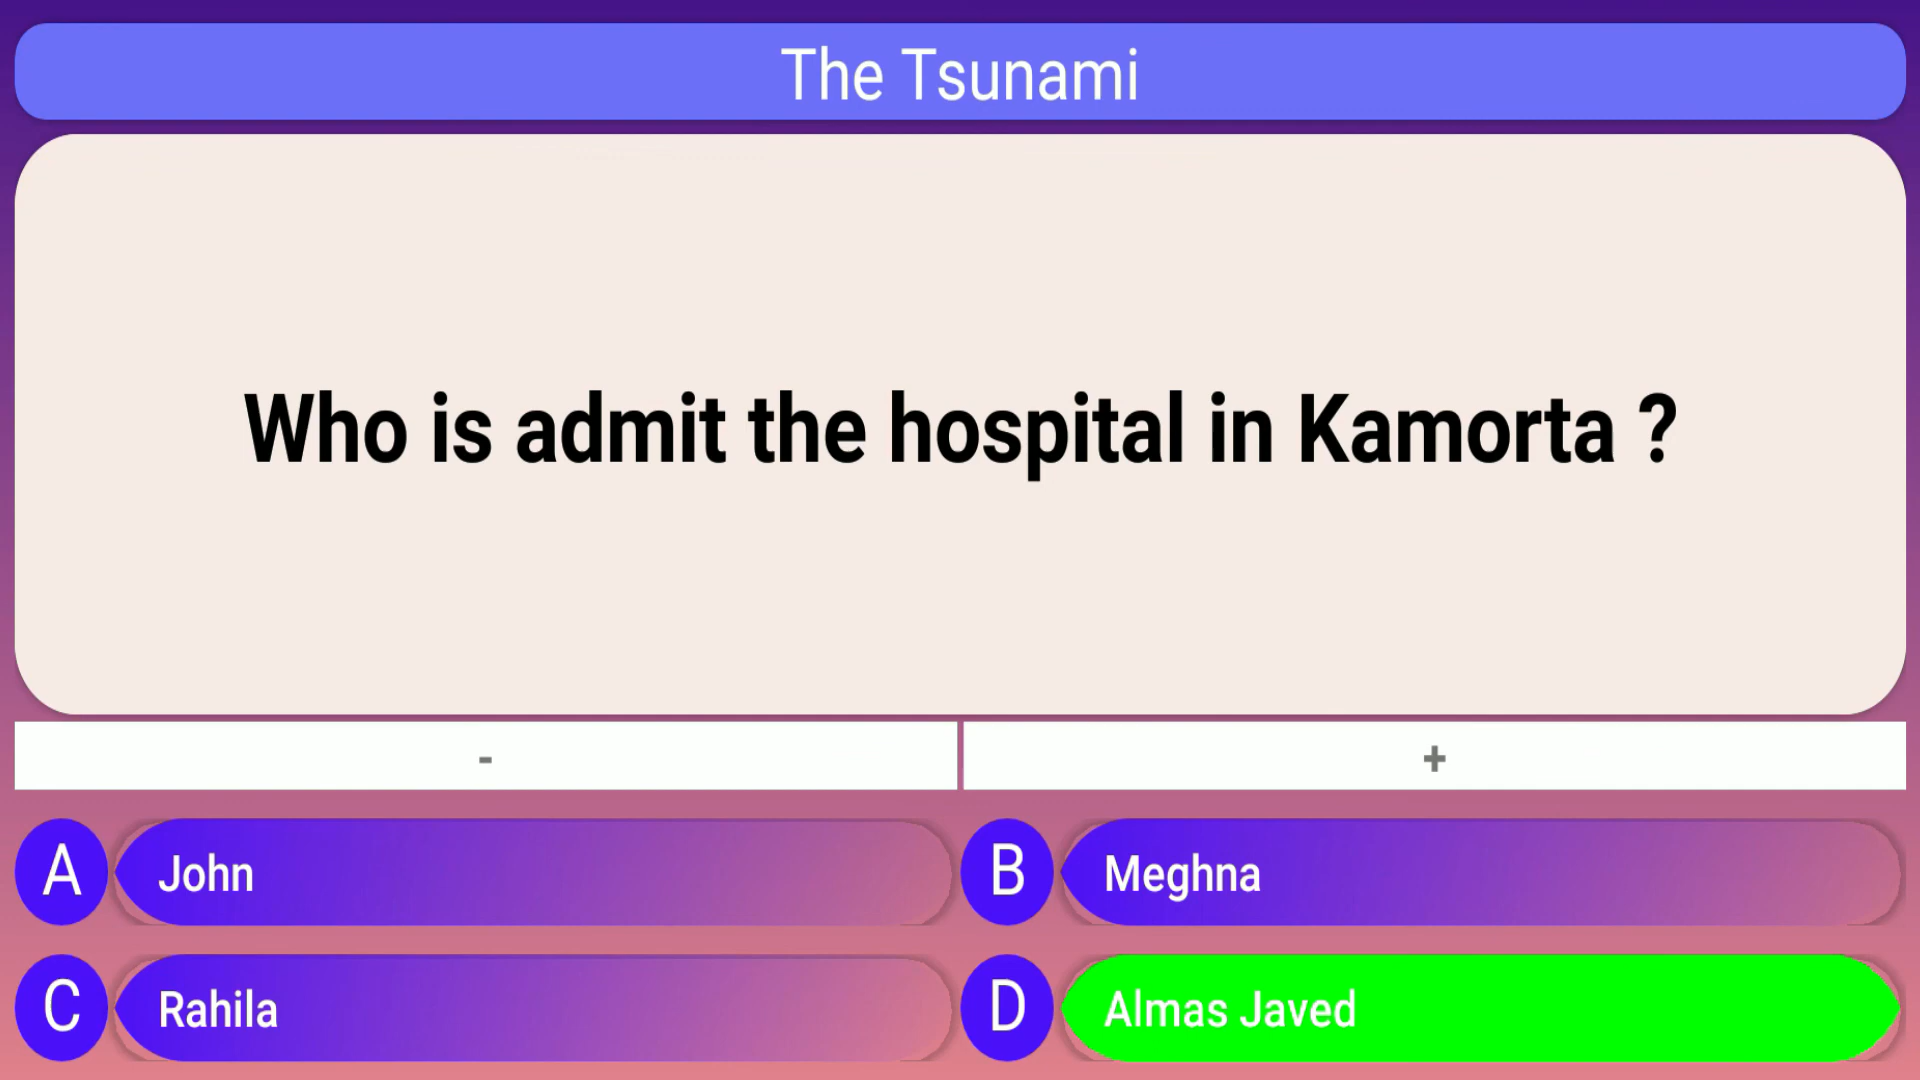 The Tsunami
Who is admit the hospital in Kamorta ?
-
+
A
John
B
Meghna
C
Rahila
D
Almas Javed